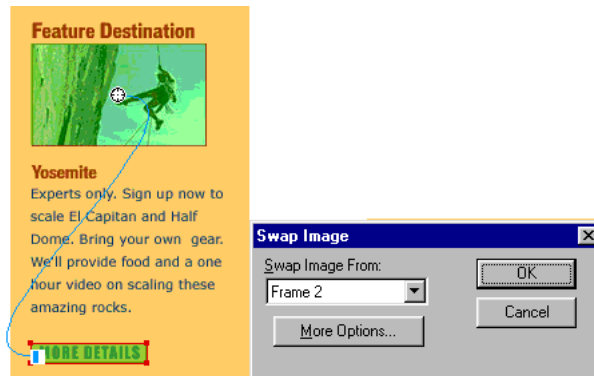 Feature Destination
Yosemite
Experts only. Sign up now to
scale El Capitan and Half
Dome. Bring your own gear.
We'll provide food and a one
hour video on scaling these
amazing rocks.
MORE DETAILS
Swap Image
Swap Image From:
Frame 2
More Options...
OK
Cancel